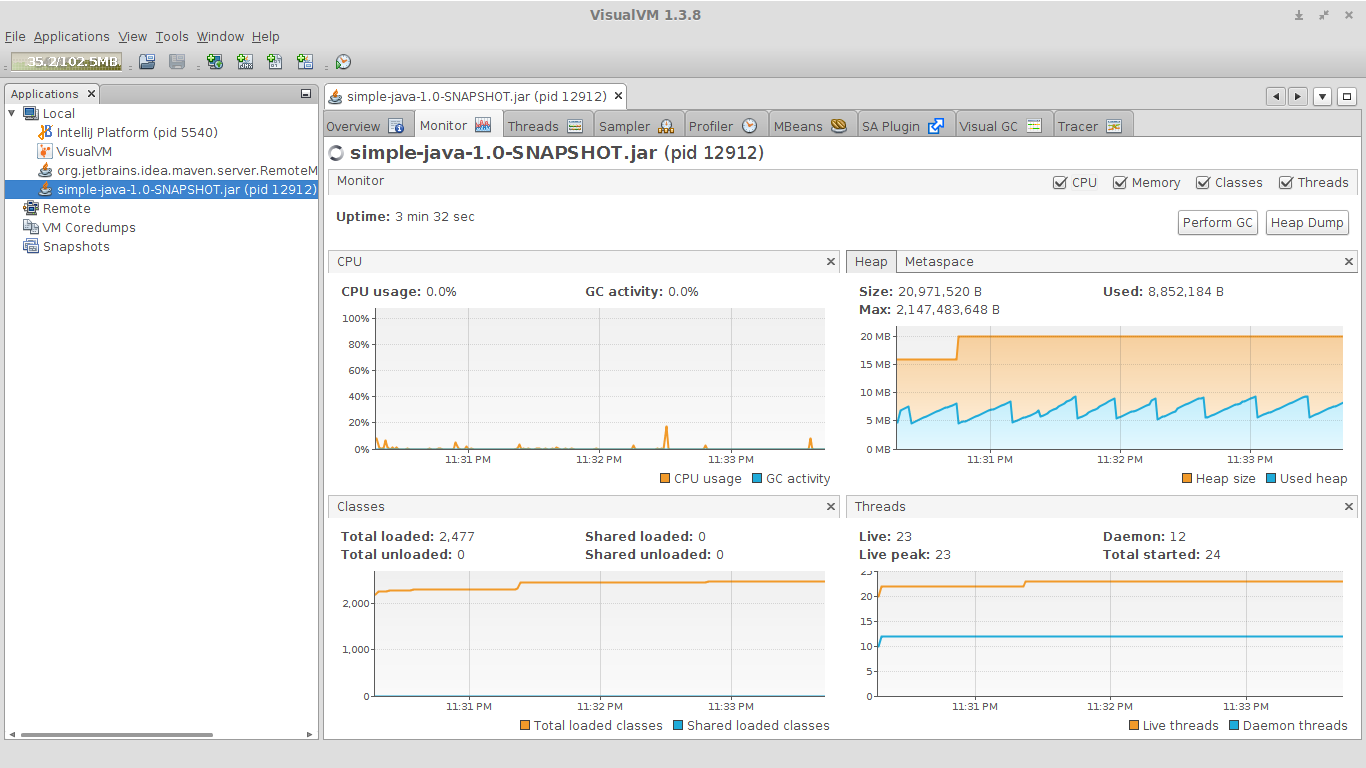 VisualVM 1.3.8
File Applications View Tools Window Help
35.2/102.5MB
Applications
simple-java-1.0-SNAPSHOT.jar (pid 12912)
Local
IntelliJ Platform (pid 5540)
VisualVM
org.jetbrains.idea.maven.server.RemoteM
simple-java-1.0-SNAPSHOT.jar (pid 12912)
Remote
VM Coredumps
Snapshots
Overview Monitor Threads Sampler Profiler MBeans SA Plugin Visual GC Tracer
simple-java-1.0-SNAPSHOT.jar (pid 12912)
Monitor CPU Memory Classes Threads
Uptime: 3 min 32 sec
Perform GC Heap Dump
CPU
CPU usage: 0.0% GC activity: 0.0%
100%
80%
60%
40%
20%
0%
11:31 PM 11:32 PM 11:33 PM
CPU usage GC activity
Heap Metaspace
Size: 20,971,520 B Used: 8,852,184 B
Max: 2,147,483,648 B
20 MB
15 MB
10 MB
5 MB
0 MB
11:31 PM 11:32 PM 11:33 PM
Heap size Used heap
Classes
Total loaded: 2,477 Shared loaded: 0
Total unloaded: 0 Shared unloaded: 0
2,000
1,000
0
11:31 PM 11:32 PM 11:33 PM
Total loaded classes Shared loaded classes
Threads
Live: 23 Daemon: 12
Live peak: 23 Total started: 24
25
20
15
10
5
0
11:31 PM 11:32 PM 11:33 PM
Live threads Daemon threads